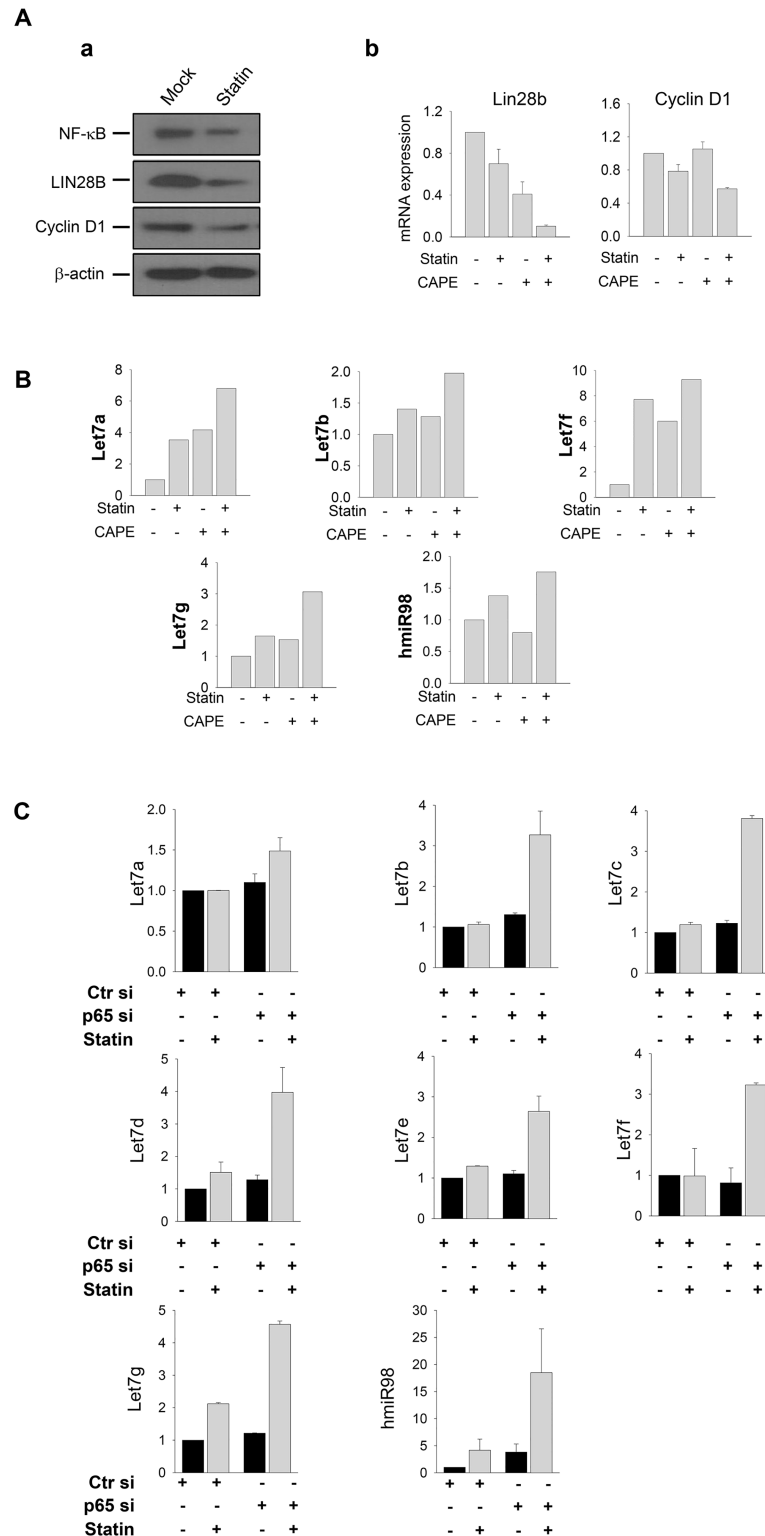 A
a
b
Mock Statin
NF-κB
LIN28B
Cyclin D1
β-actin
Lin28b
mRNA expression
1.2
0.8
0.4
0.0
Statin - + - +
CAPE - - + +
Cyclin D1
1.6
1.2
0.8
0.4
0.0
Statin - + - +
CAPE - - + +
B
Let7a
8
6
4
2
0
Statin - + - +
CAPE - - + +
Let7b
2.0
1.5
1.0
0.5
0.0
Statin - + - +
CAPE - - + +
Let7f
10
8
6
4
2
0
Statin - + - +
CAPE - - + +
Let7g
4
3
2
1
0
Statin - + - +
CAPE - - + +
hmiR98
2.0
1.5
1.0
0.5
0.0
Statin - + - +
CAPE - - + +
C
Let7a
2.0
1.5
1.0
0.5
0.0
Let7b
4
3
2
1
0
Let7c
4
3
2
1
0
Ctr si + + - - + + - - + + - -
p65 si - - + + - - + + - - + +
Statin - + - + - + - + - + - +
Let7d
5
4
3
2
1
0
Let7e
4
3
2
1
0
Let7f
4
3
2
1
0
Ctr si + + - - + + - - + + - -
p65 si - - + + - - + + - - + +
Statin - + - + - + - + - + - +
Let7g
5
4
3
2
1
0
hmiR98
30
25
20
15
10
5
0
Ctr si + + - - + + - -
p65 si - - + + - - + +
Statin - + - + - + - +